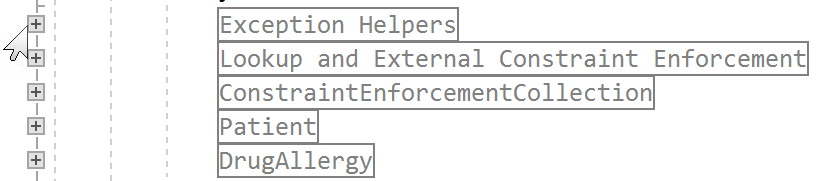 Exception Helpers
Lookup and External Constraint Enforcement
ConstraintEnforcementCollection
Patient
DrugAllergy